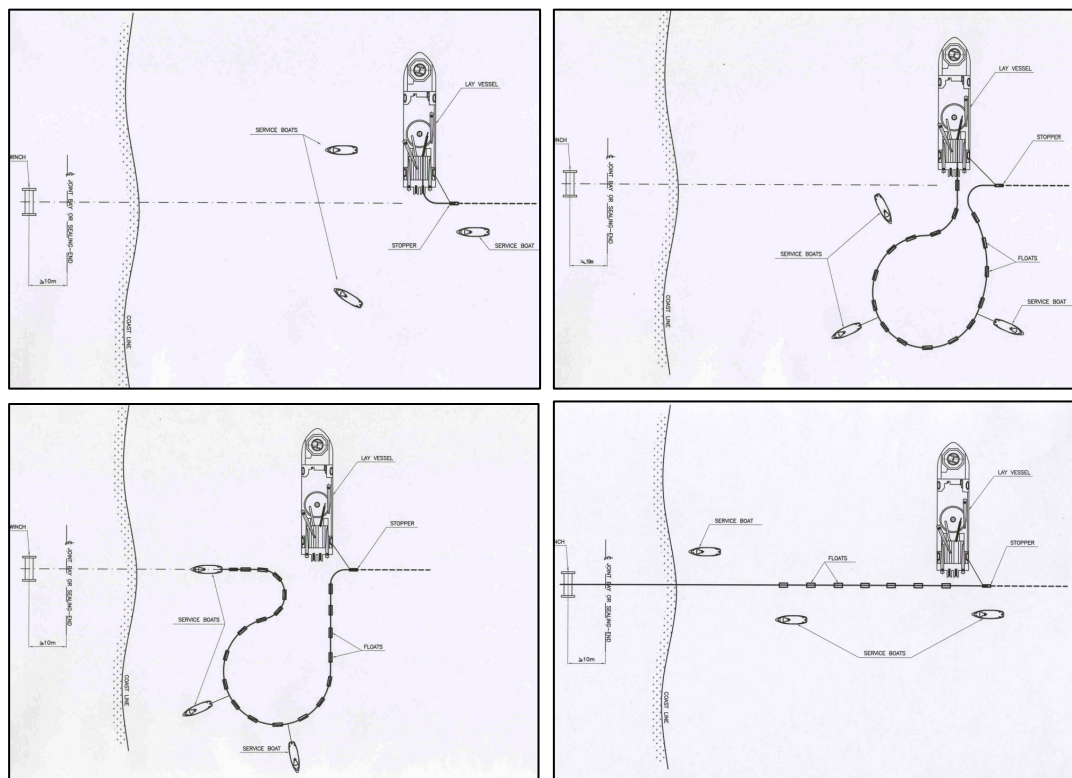 LAY VESSEL
SERVICE BOATS
WINCH
℄ JOINT BAY OR SEALING-END
STOPPER
SERVICE BOAT
≥10m
COAST LINE
LAY VESSEL
STOPPER
INCH
℄ JOINT BAY OR SEALING-END
SERVICE BOATS
FLOATS
SERVICE BOAT
COAST LINE
LAY VESSEL
WINCH
STOPPER
℄ JOINT BAY OR SEALING-END
SERVICE BOATS
FLOATS
≥10m
COAST LINE
SERVICE BOAT
LAY VESSEL
SERVICE BOAT
NCH
FLOATS
STOPPER
℄ JOINT BAY OR SEALING-END
SERVICE BOATS
≥10m
COAST LINE